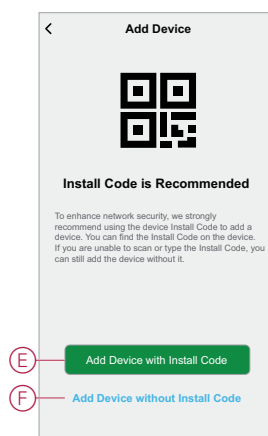 Add Device
Install Code is Recommended
To enhance network security, we strongly
recommend using the device Install Code to add a
device. You can find the Install Code on the device.
If you are unable to scan or type the Install Code, you
can still add the device without it.
E Add Device with Install Code
F Add Device without Install Code